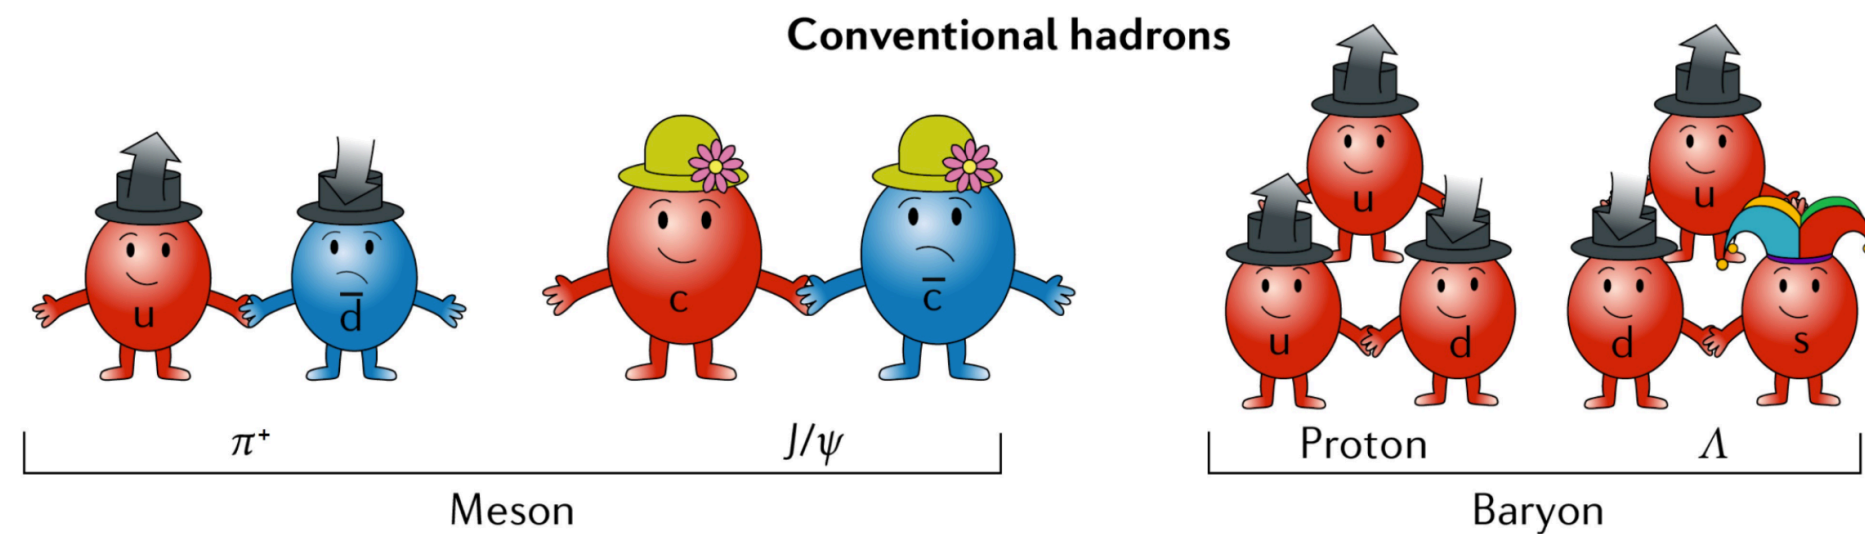 Conventional hadrons
u
d̅
c
c̅
u
u
d
u
d
s
π⁺
J/ψ
Proton
Λ
Meson
Baryon